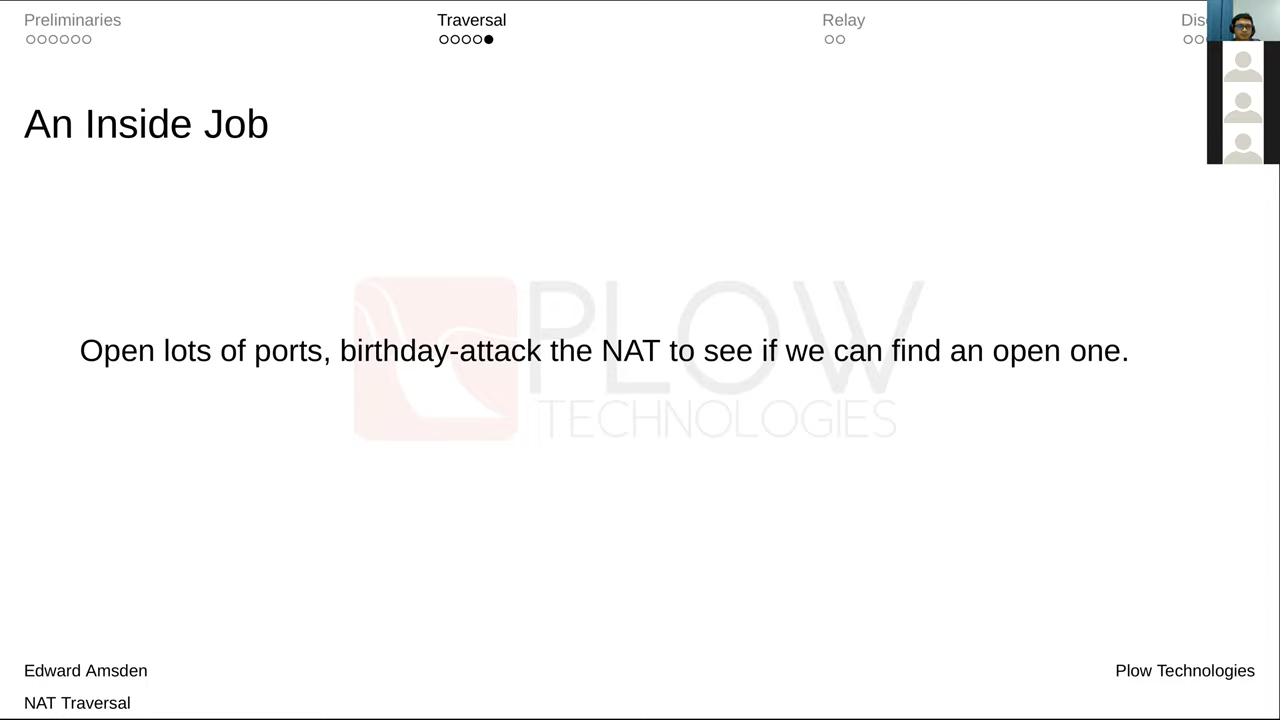 Preliminaries
Traversal
Relay
An Inside Job
PLOW
TECHNOLOGIES
Open lots of ports, birthday-attack the NAT to see if we can find an open one.
Edward Amsden
Plow Technologies
NAT Traversal